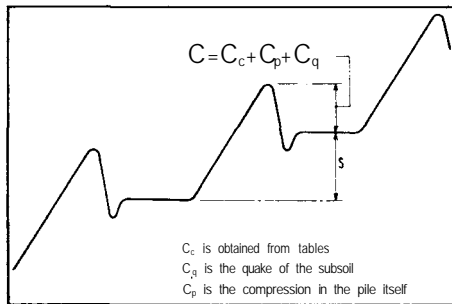 C=Cc+Cp+Cq
S
Cc is obtained from tables
Cq is the quake of the subsoil
Cp is the compression in the pile itself